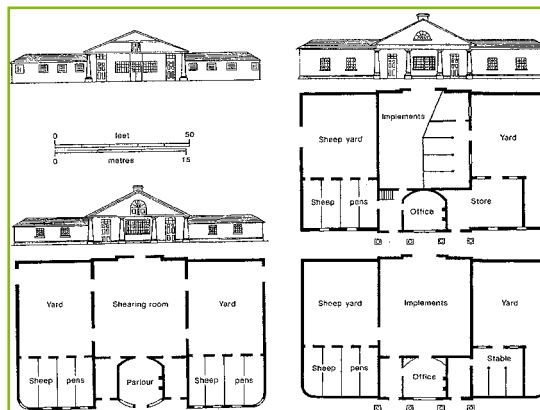 0 feet 50
0 metres 15
Yard
Shearing room
Yard
Sheep pens
Parlour
Sheep pens
Sheep yard
Implements
Yard
Sheep pens
Office
Store
Sheep yard
Implements
Yard
Sheep pens
Office
Stable